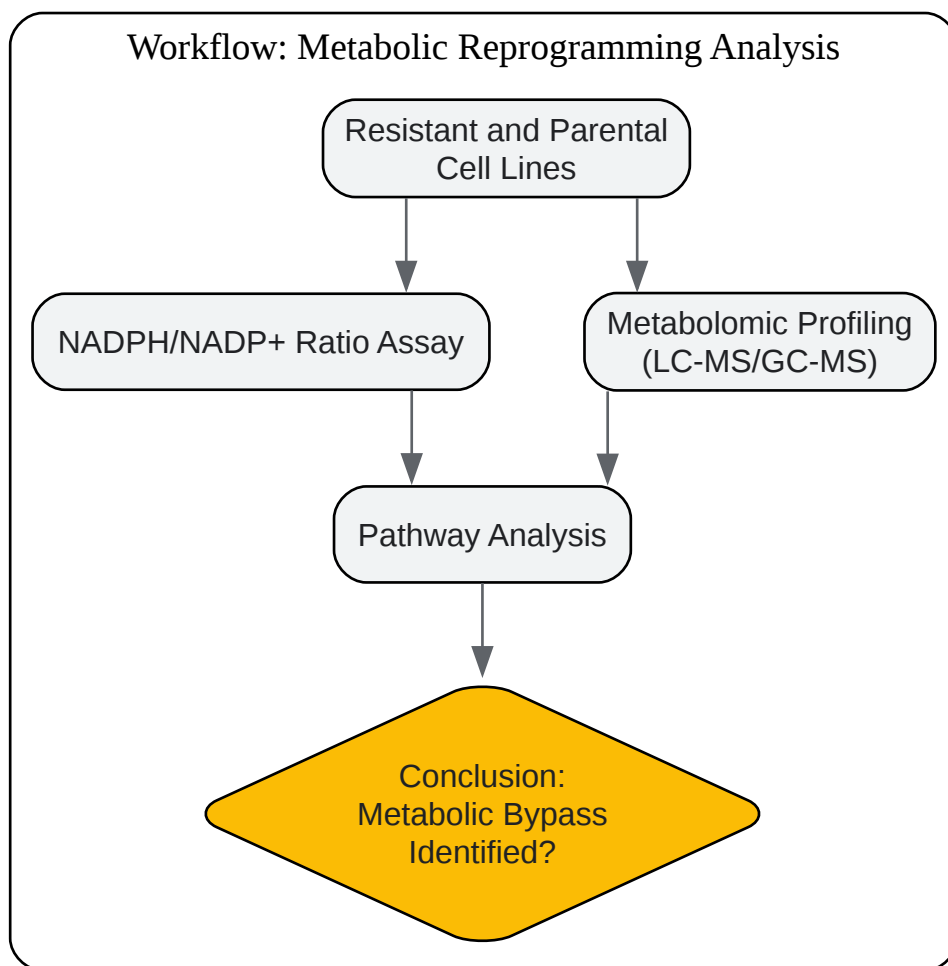 Workflow: Metabolic Reprogramming Analysis
Resistant and Parental
Cell Lines
NADPH/NADP+ Ratio Assay
Metabolomic Profiling
(LC-MS/GC-MS)
Pathway Analysis
Conclusion:
Metabolic Bypass
Identified?